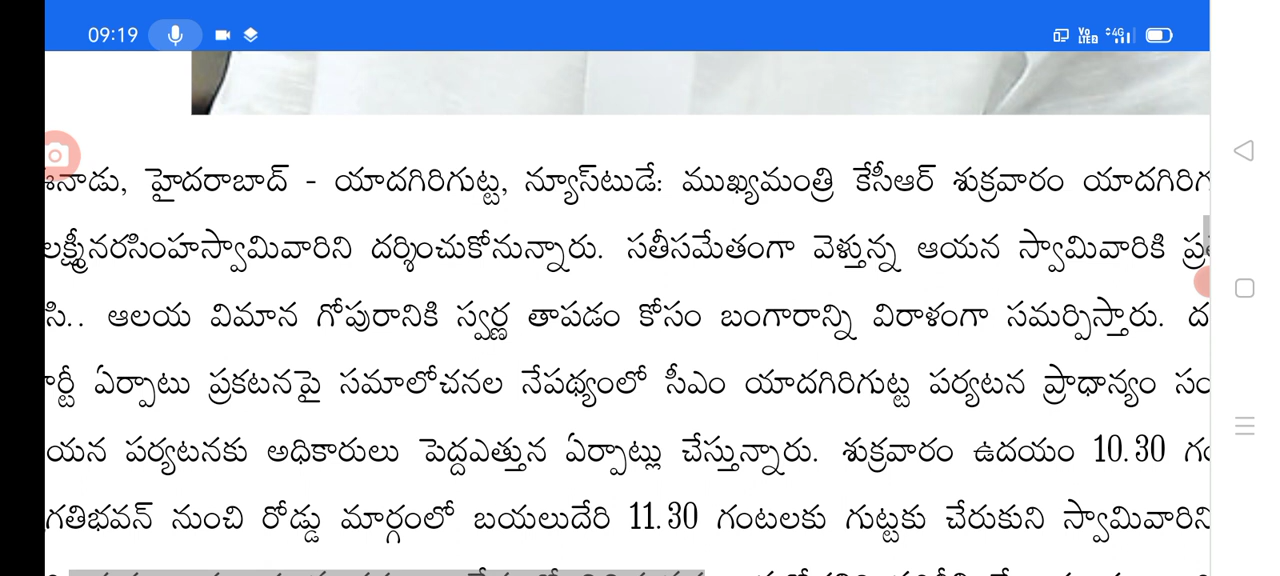 09:19
నాడు, హైదరాబాద్ - యాదగిరిగుట్ట, న్యూస్‌టుడే: ముఖ్యమంత్రి కేసీఆర్ శుక్రవారం యాదగిరిగ
లక్ష్మీనరసింహస్వామివారిని దర్శించుకోనున్నారు. సతీసమేతంగా వెళ్తున్న ఆయన స్వామివారికి
సి.. ఆలయ విమాన గోపురానికి స్వర్ణ తాపడం కోసం బంగారాన్ని విరాళంగా సమర్పిస్తారు. ద
ర్టీ ఏర్పాటు ప్రకటనపై సమాలోచనల నేపథ్యంలో సీఎం యాదగిరిగుట్ట పర్యటన ప్రాధాన్యం సం
యన పర్యటనకు అధికారులు పెద్దఎత్తున ఏర్పాట్లు చేస్తున్నారు. శుక్రవారం ఉదయం 10.30 గం
గతిభవన్ నుంచి రోడ్డు మార్గంలో బయలుదేరి 11.30 గంటలకు గుట్టకు చేరుకుని స్వామివారిని